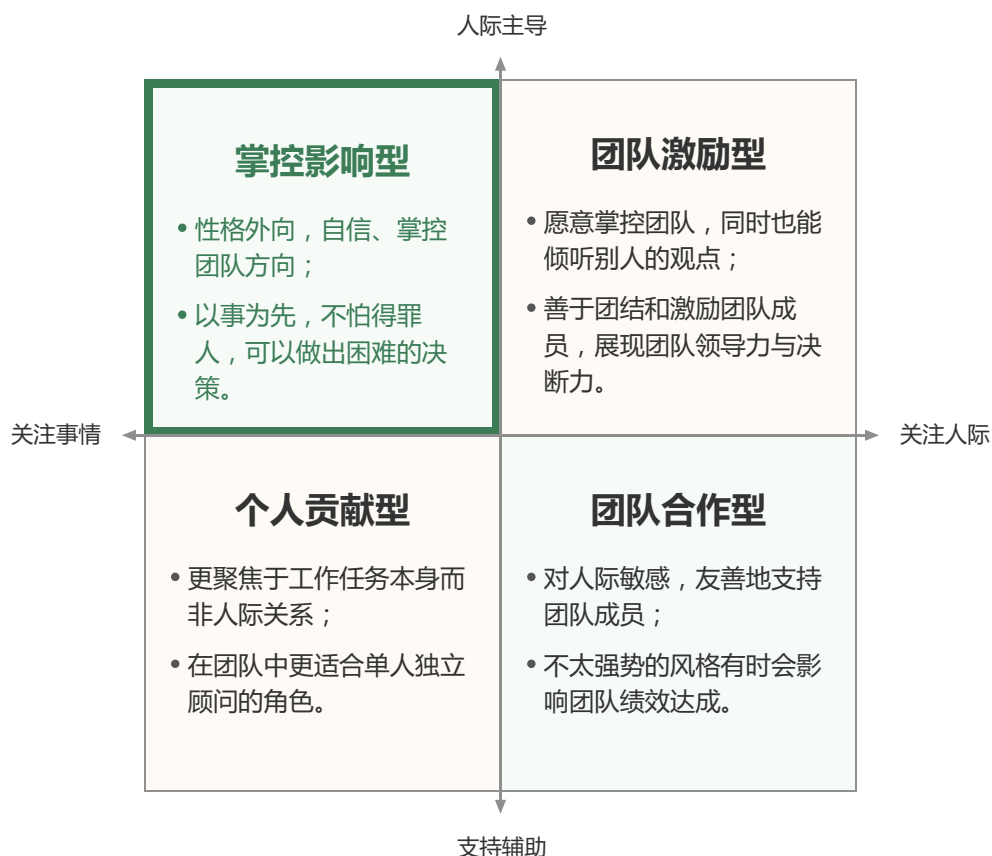 人际主导
掌控影响型
• 性格外向，自信、掌控
团队方向；
• 以事为先，不怕得罪
人，可以做出困难的决
策。
团队激励型
• 愿意掌控团队，同时也能
倾听别人的观点；
• 善于团结和激励团队成
员，展现团队领导力与决
断力。
关注事情
关注人际
个人贡献型
• 更聚焦于工作任务本身而
非人际关系；
• 在团队中更适合单人独立
顾问的角色。
团队合作型
• 对人际敏感，友善地支持
团队成员；
• 不太强势的风格有时会影
响团队绩效达成。
支持辅助